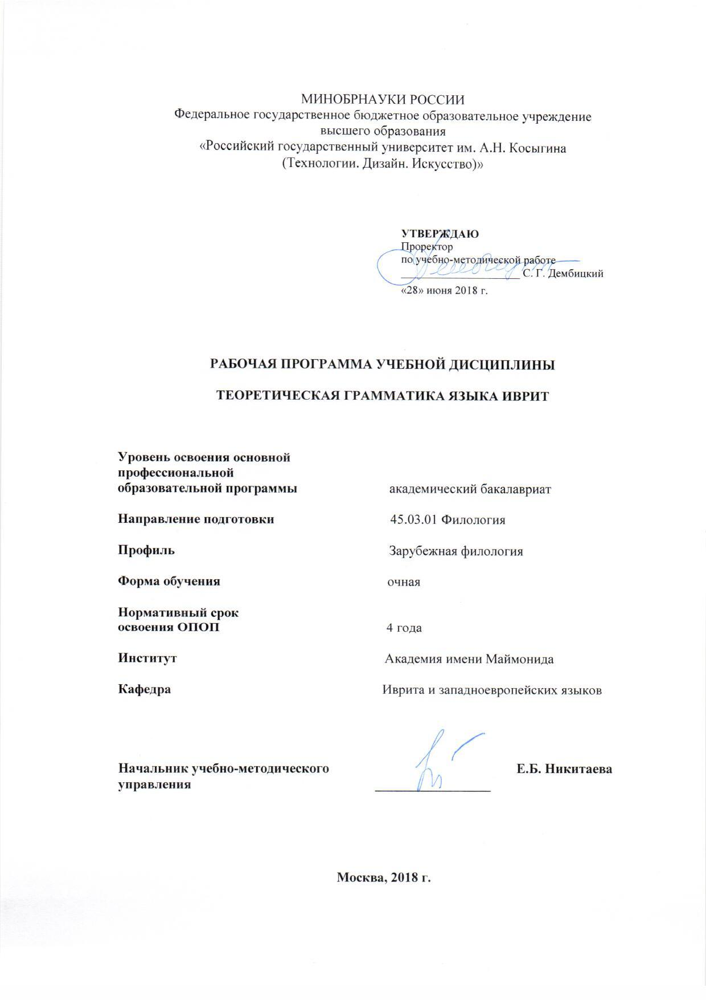 МИНОБРНАУКИ РОССИИ
Федеральное государственное бюджетное образовательное учреждение
высшего образования
«Российский государственный университет им. А.Н. Косыгина
(Технологии. Дизайн. Искусство)»
УТВЕРЖДАЮ
Проректор
по учебно-методической работе
С. Г. Дембицкий
«28» июня 2018 г.
РАБОЧАЯ ПРОГРАММА УЧЕБНОЙ ДИСЦИПЛИНЫ
ТЕОРЕТИЧЕСКАЯ ГРАММАТИКА ЯЗЫКА ИВРИТ
Уровень освоения основной
профессиональной
образовательной программы академический бакалавриат
Направление подготовки 45.03.01 Филология
Профиль Зарубежная филология
Форма обучения очная
Нормативный срок
освоения ОПОП 4 года
Институт Академия имени Маймонида
Кафедра Иврита и западноевропейских языков
Начальник учебно-методического Е.Б. Никитаева
управления
Москва, 2018 г.